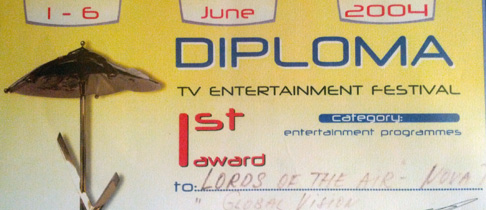 1 - 6 June 2004
DIPLOMA
TV ENTERTAINMENT FESTIVAL
1st category:
award entertainment programmes
to: LORDS OF THE AIR - NOVA
" GLOBAL VISION